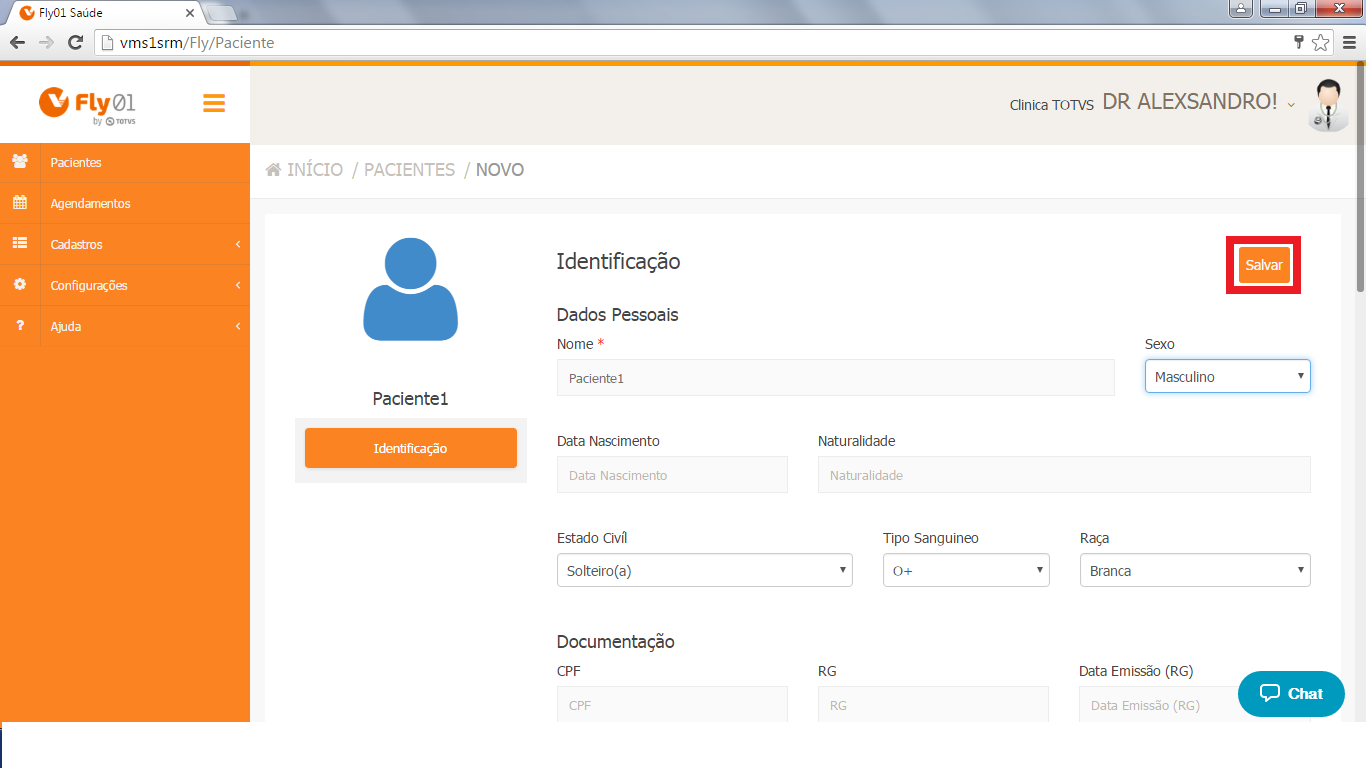 Fly01 Saúde
vms1srm/Fly/Paciente
Fly01
by TOTVS
Clinica TOTVS DR ALEXSANDRO!
Pacientes
Agendamentos
Cadastros
Configurações
? Ajuda
INÍCIO / PACIENTES / NOVO
Paciente1
Identificação
Identificação
Salvar
Dados Pessoais
Nome * Sexo
Paciente1 Masculino
Data Nascimento Naturalidade
Data Nascimento Naturalidade
Estado Civíl Tipo Sanguineo Raça
Solteiro(a) O+ Branca
Documentação
CPF RG Data Emissão (RG)
CPF RG Data Emissão (RG)
Chat